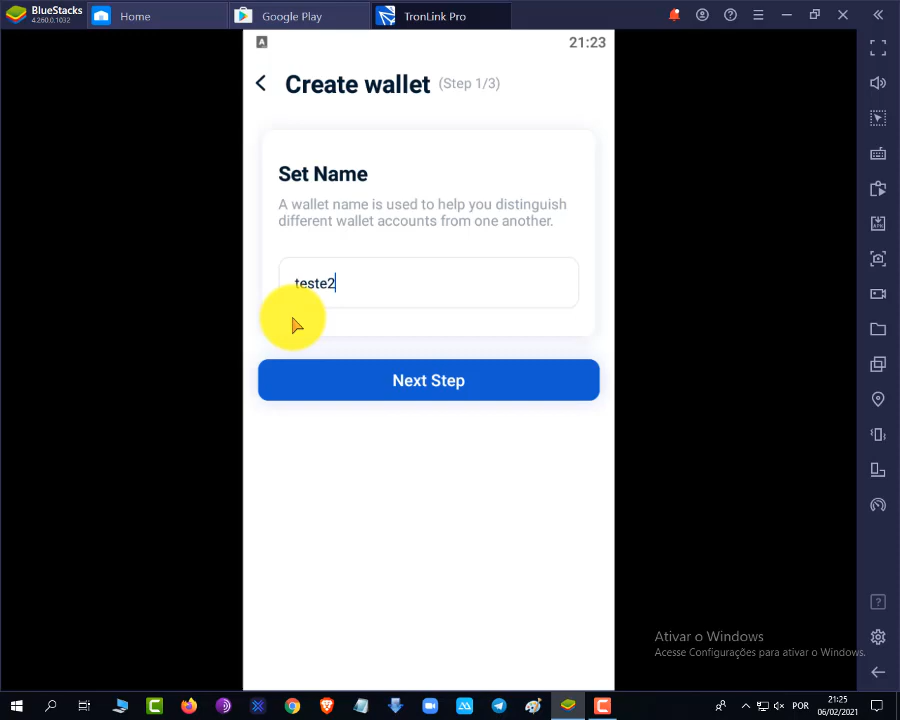 BlueStacks
4.260.0.1032
Home
Google Play
TronLink Pro
A
21:23
Create wallet (Step 1/3)
Set Name
A wallet name is used to help you distinguish
different wallet accounts from one another.
teste2
Next Step
Ativar o Windows
Acesse Configurações para ativar o Windows.
POR
21:25
06/02/2021